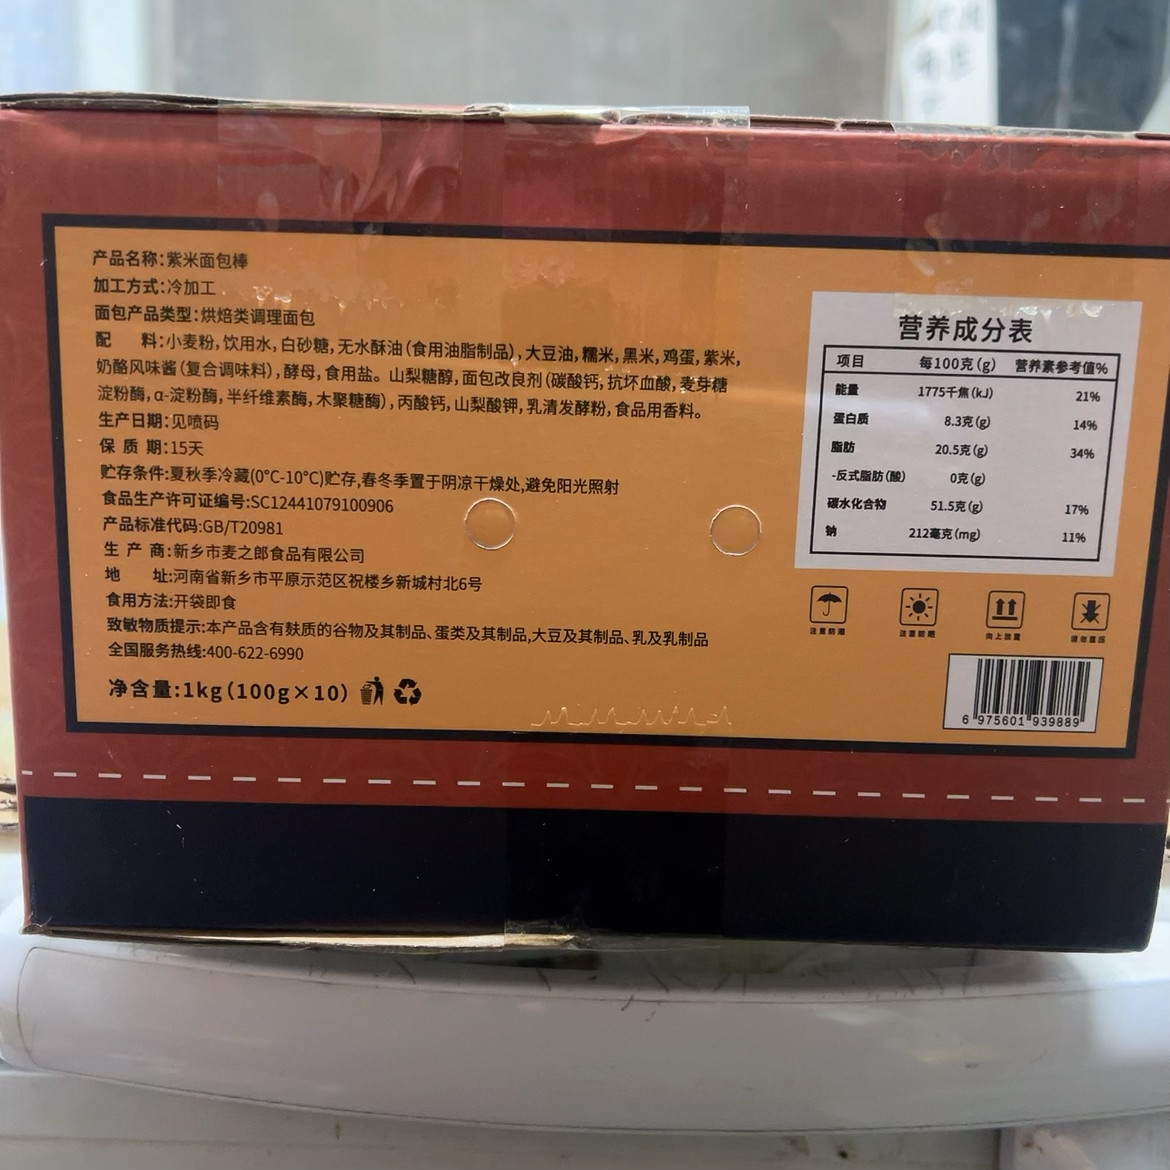 产品名称:紫米面包棒
加工方式:冷加工
面包产品类型:烘焙类调理面包
配 料:小麦粉,饮用水,白砂糖,无水酥油(食用油脂制品),大豆油,糯米,黑米,鸡蛋,紫米,
奶酪风味酱(复合调味料),酵母,食用盐。山梨糖醇,面包改良剂(碳酸钙,抗坏血酸,麦芽糖
淀粉酶,α-淀粉酶,半纤维素酶,木聚糖酶),丙酸钙,山梨酸钾,乳清发酵粉,食品用香料。
生产日期:见喷码
保 质 期:15天
贮存条件:夏秋季冷藏(0°C-10°C)贮存,春冬季置于阴凉干燥处,避免阳光照射
食品生产许可证编号:SC12441079100906
产品标准代码:GB/T20981
生 产 商:新乡市麦之郎食品有限公司
地 址:河南省新乡市平原示范区祝楼乡新城村北6号
食用方法:开袋即食
致敏物质提示:本产品含有麸质的谷物及其制品、蛋类及其制品,大豆及其制品、乳及乳制品
全国服务热线:400-622-6990
净含量:1kg(100g×10)
营养成分表
项目 每100克(g) 营养素参考值%
能量 1775千焦(kJ) 21%
蛋白质 8.3克(g) 14%
脂肪 20.5克(g) 34%
-反式脂肪(酸) 0克(g)
碳水化合物 51.5克(g) 17%
钠 212毫克(mg) 11%
注意防潮 注意防晒 向上放置
6 975601 939889